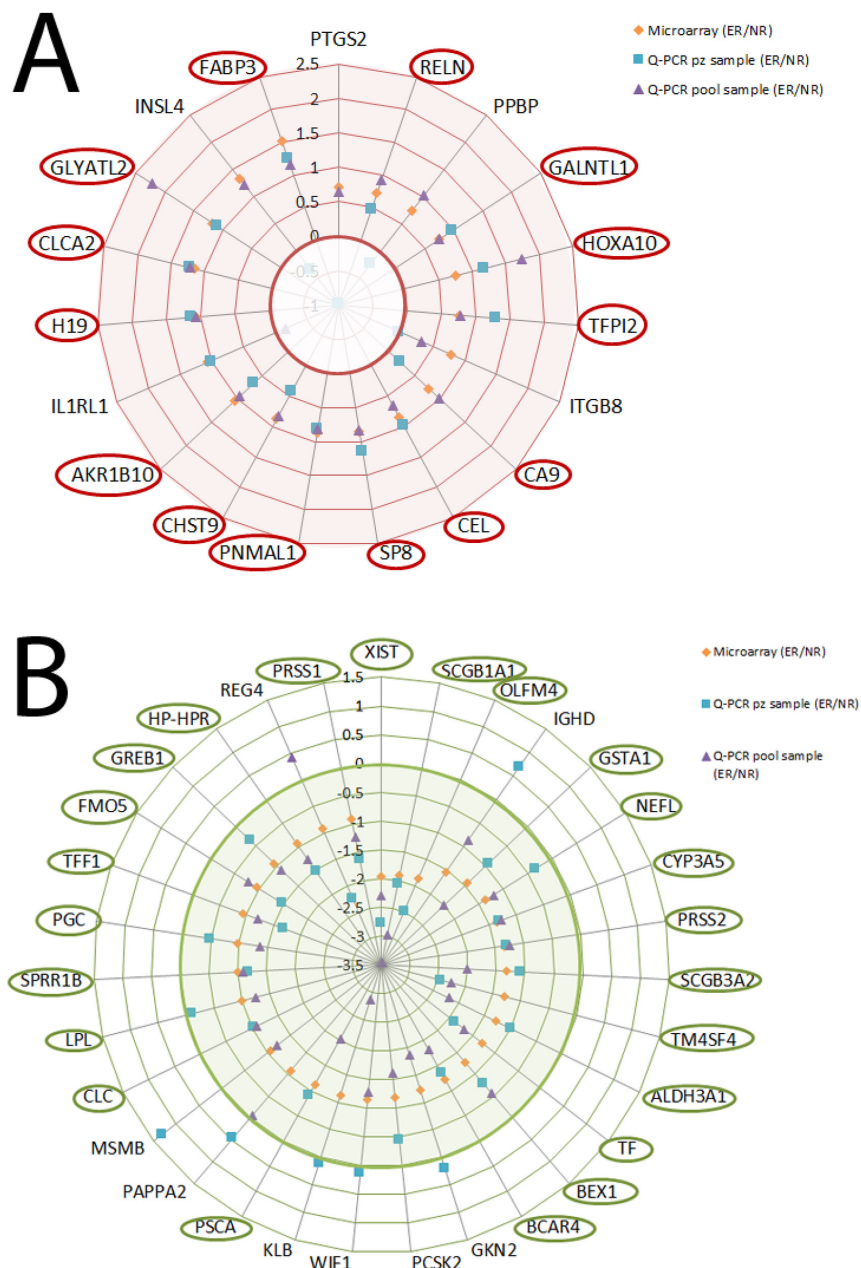 A
PTGS2
FABP3
RELN
INSL4
PPBP
GLYATL2
GALNTL1
CLCA2
HOXA10
H19
TFPI2
IL1RL1
ITGB8
AKR1B10
CA9
CHST9
CEL
PNMAL1
SP8
2.5
2
1.5
1
0.5
0
-0.5
-1
Microarray (ER/NR)
Q-PCR pz sample (ER/NR)
Q-PCR pool sample (ER/NR)
B
XIST
PRSS1
SCGB1A1
REG4
OLFM4
HP-HPR
IGHD
GREB1
GSTA1
FMO5
NEFL
TFF1
CYP3A5
PGC
PRSS2
SPRR1B
SCGB3A2
LPL
TM4SF4
CLC
ALDH3A1
MSMB
TF
PAPPA2
BEX1
PSCA
BCAR4
KLB
GKN2
WIF1
PCSK2
1.5
1
0.5
0
-0.5
-1
-1.5
-2
-2.5
-3
-3.5
Microarray (ER/NR)
Q-PCR pz sample (ER/NR)
Q-PCR pool sample
(ER/NR)